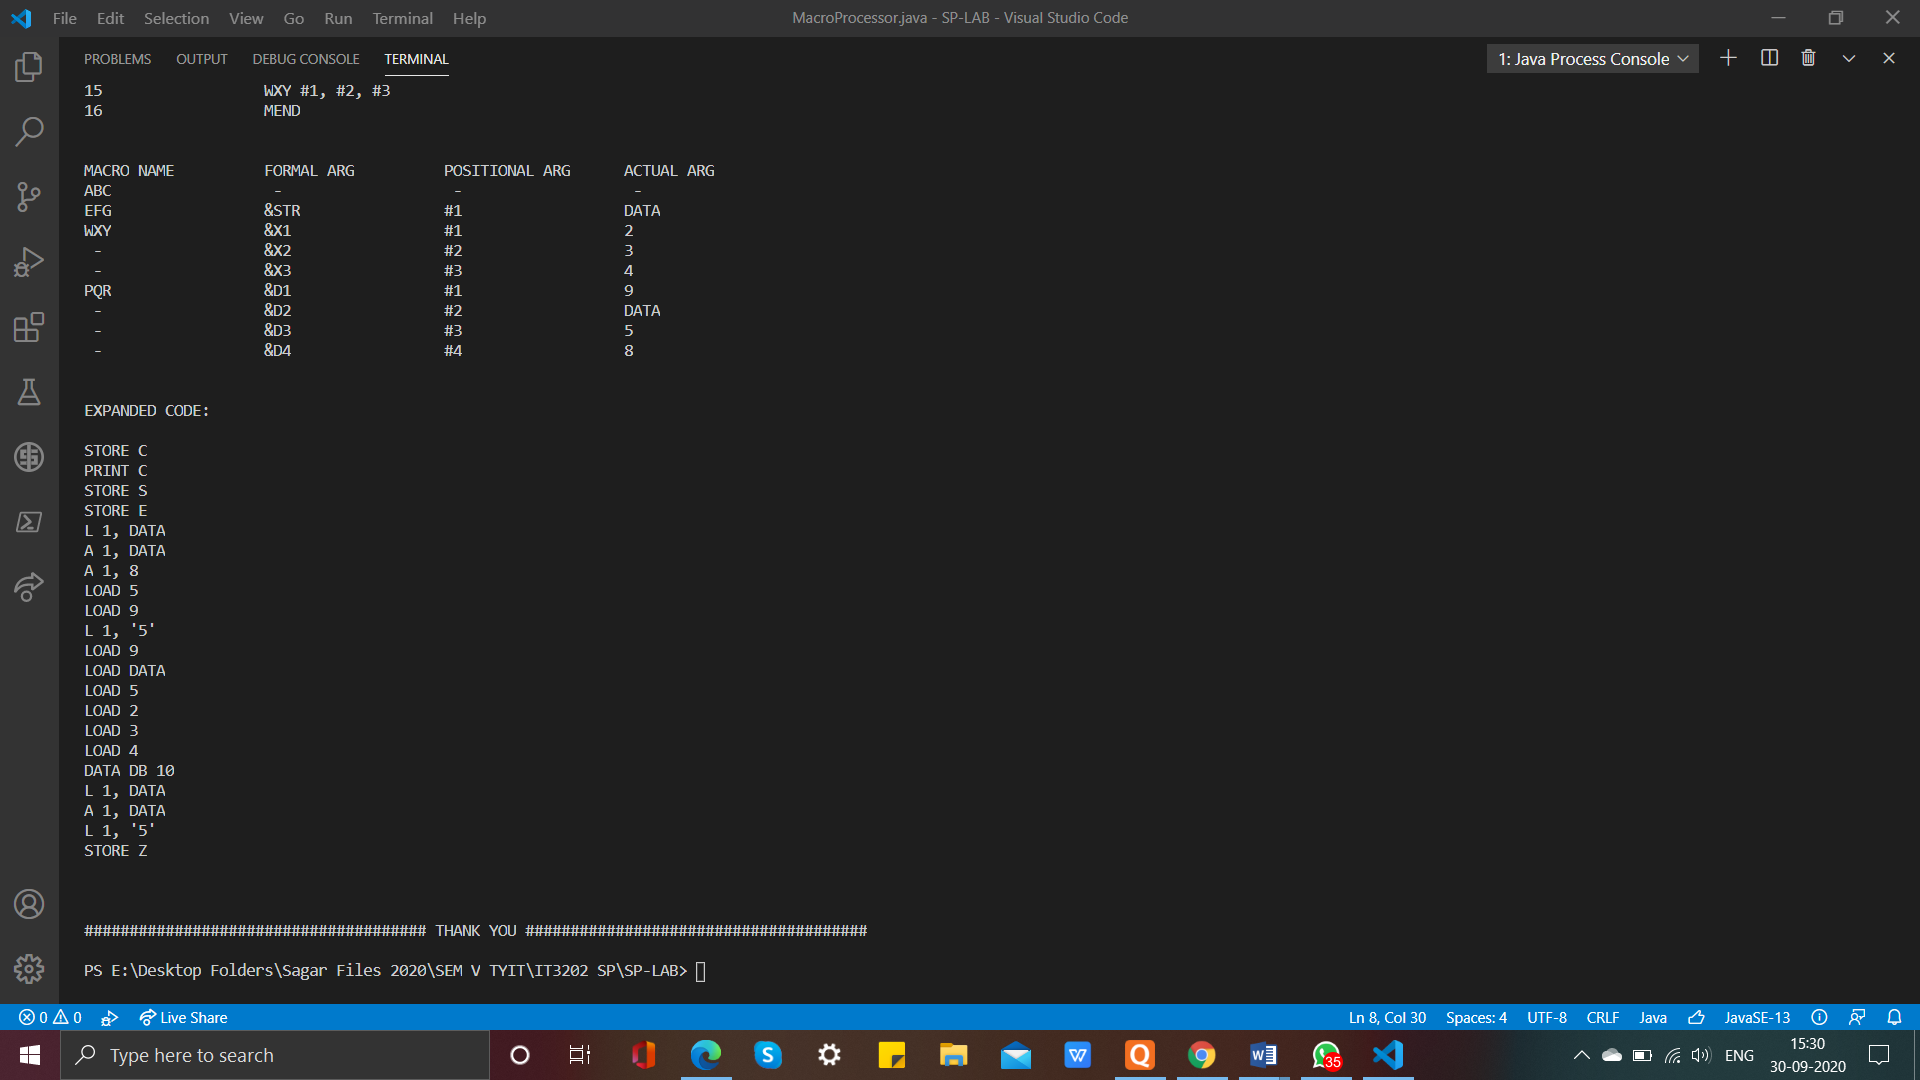 File Edit Selection View Go Run Terminal Help MacroProcessor.java - SP-LAB - Visual Studio Code
PROBLEMS OUTPUT DEBUG CONSOLE TERMINAL 1: Java Process Console
15 WXY #1, #2, #3
16 MEND
MACRO NAME FORMAL ARG POSITIONAL ARG ACTUAL ARG
ABC - - -
EFG &STR #1 DATA
WXY &X1 #1 2
- &X2 #2 3
- &X3 #3 4
PQR &D1 #1 9
- &D2 #2 DATA
- &D3 #3 5
- &D4 #4 8
EXPANDED CODE:
STORE C
PRINT C
STORE S
STORE E
L 1, DATA
A 1, DATA
A 1, 8
LOAD 5
LOAD 9
L 1, '5'
LOAD 9
LOAD DATA
LOAD 5
LOAD 2
LOAD 3
LOAD 4
DATA DB 10
L 1, DATA
A 1, DATA
L 1, '5'
STORE Z
###################################### THANK YOU ######################################
PS E:\Desktop Folders\Sagar Files 2020\SEM V TYIT\IT3202 SP\SP-LAB>
0 0 Live Share Ln 8, Col 30 Spaces: 4 UTF-8 CRLF Java JavaSE-13
Type here to search S W Q W 35 ENG 15:30
30-09-2020